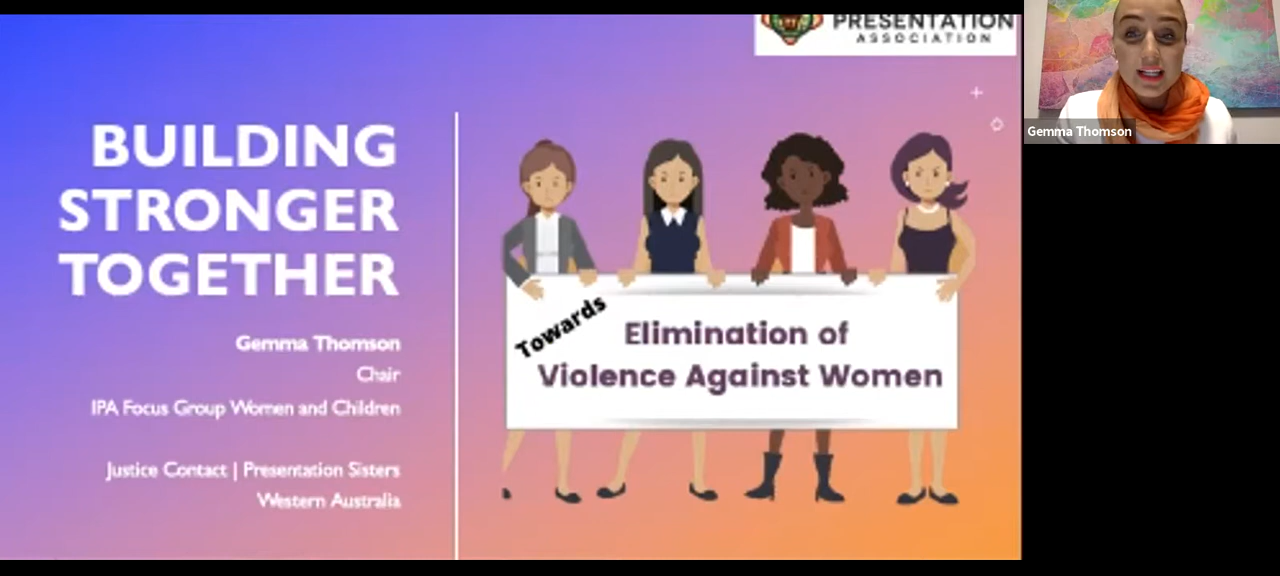 PRESENTATION
ASSOCIATION
BUILDING
STRONGER
TOGETHER
Gemma Thomson
Chair
IPA Focus Group Women and Children
Justice Contact | Presentation Sisters
Western Australia
Towards
Elimination of
Violence Against Women
Gemma Thomson